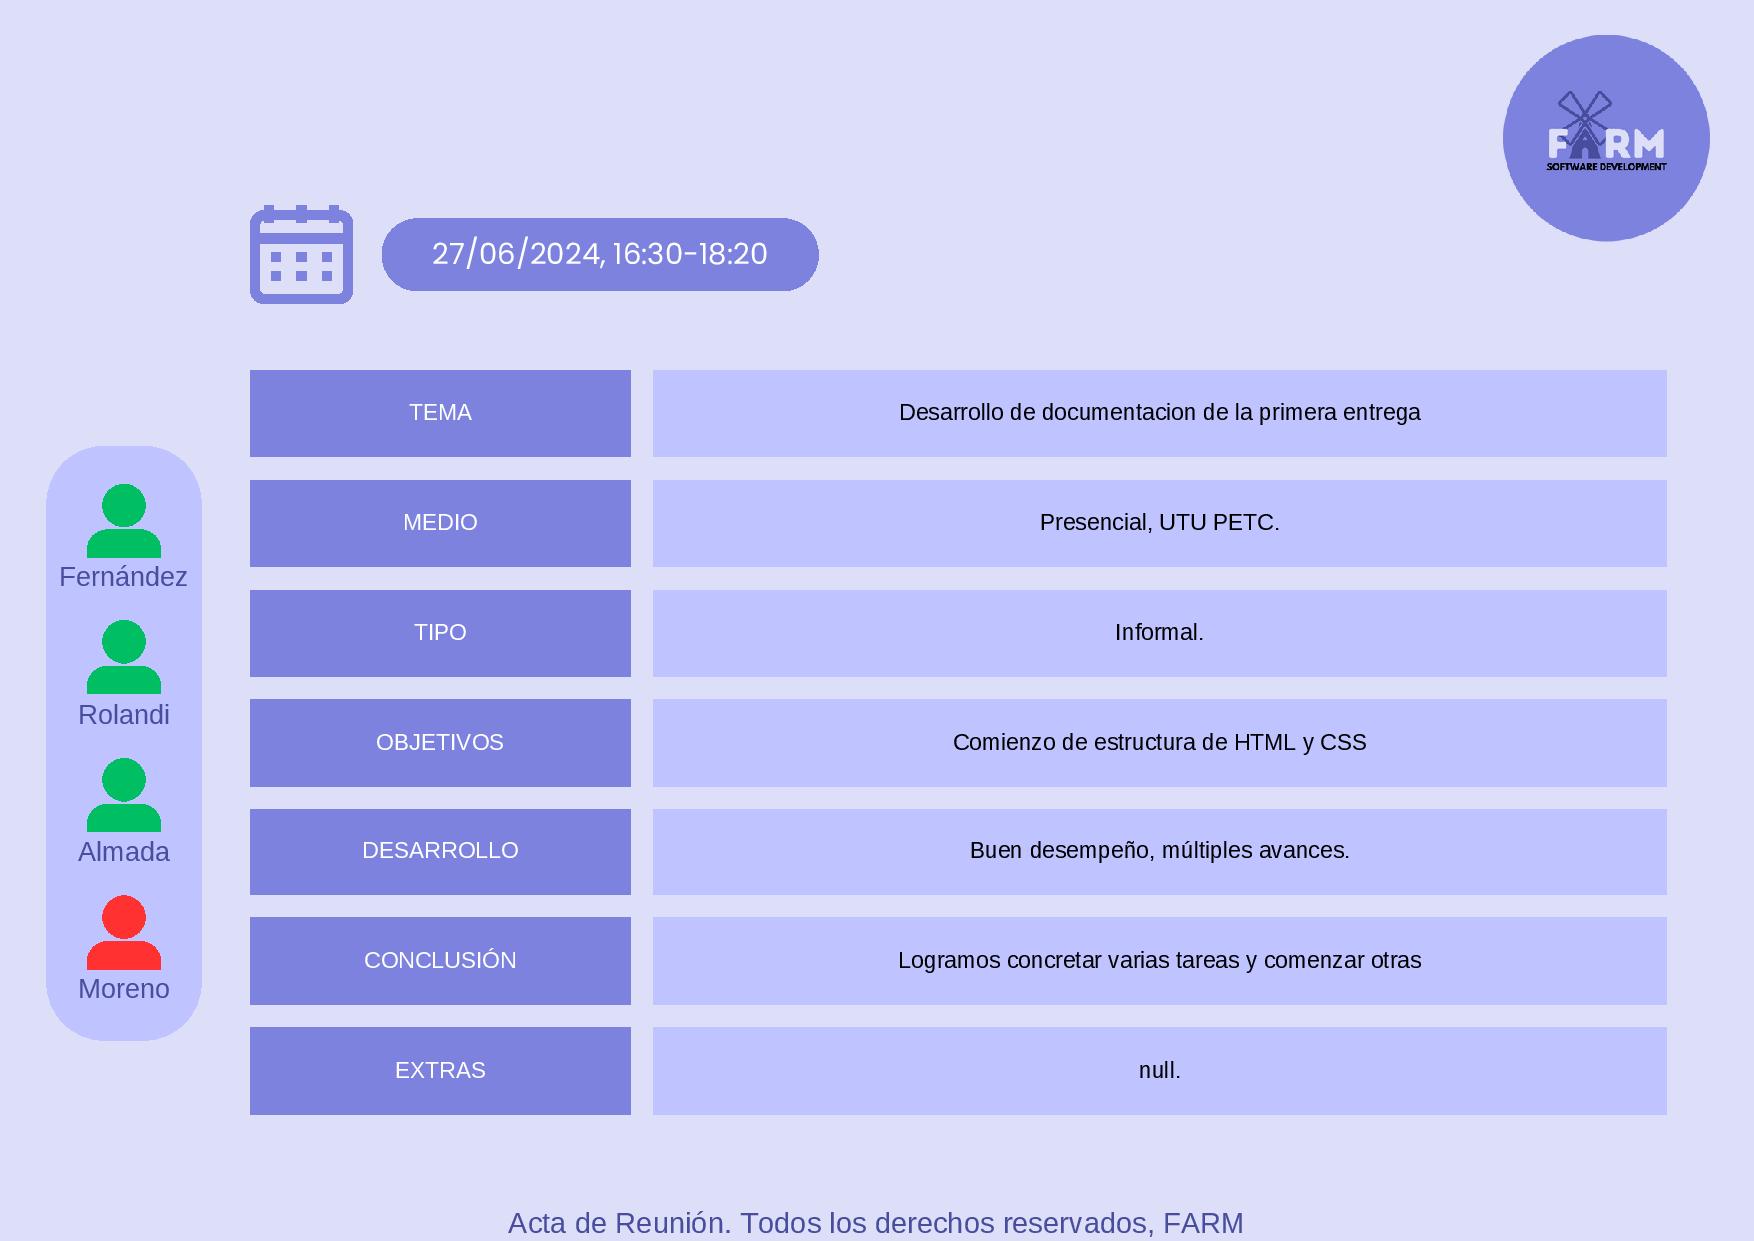 FARM
SOFTWARE DEVELOPMENT
27/06/2024, 16:30-18:20
TEMA
Desarrollo de documentacion de la primera entrega
MEDIO
Presencial, UTU PETC.
TIPO
Informal.
OBJETIVOS
Comienzo de estructura de HTML y CSS
DESARROLLO
Buen desempeño, múltiples avances.
CONCLUSIÓN
Logramos concretar varias tareas y comenzar otras
EXTRAS
null.
Fernández
Rolandi
Almada
Moreno
Acta de Reunión. Todos los derechos reservados, FARM